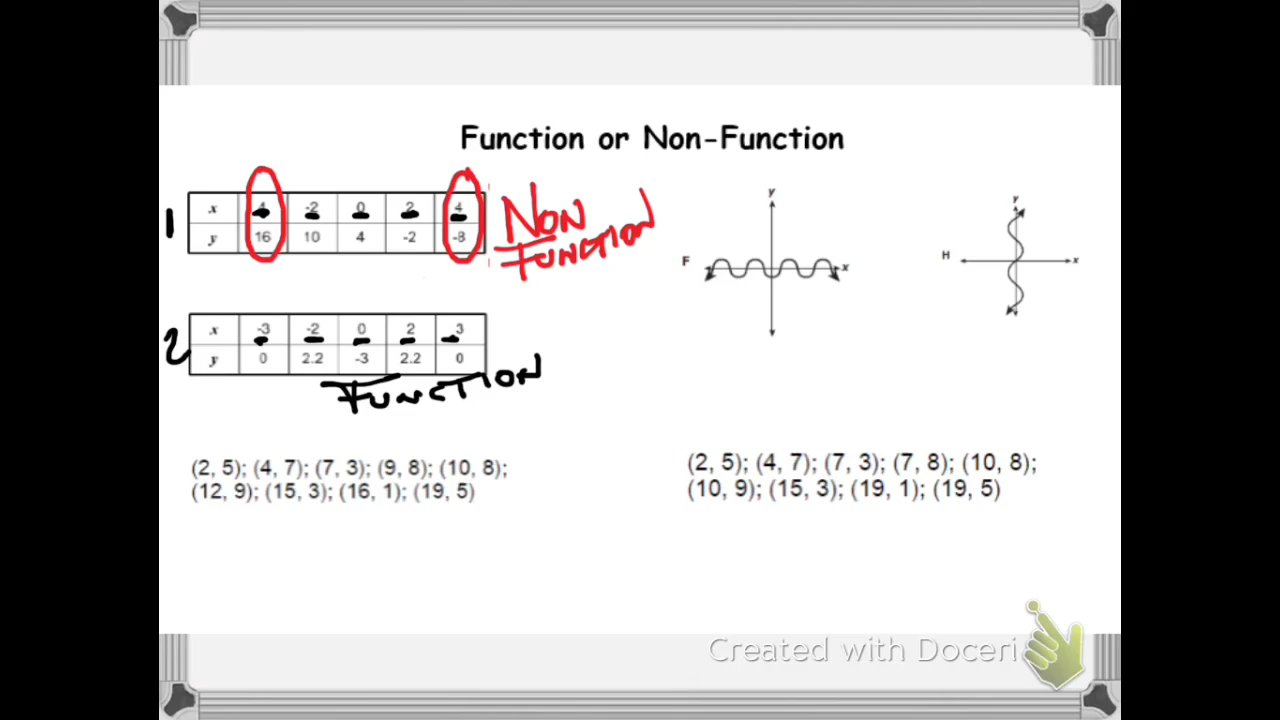 Function or Non-Function
1
x 4 -2 0 2 4
y 16 10 4 -2 -8
NON
FUNCTION
2
x -3 -2 0 2 3
y 0 2.2 -3 2.2 0
FUNCTION
y
F
x
y
H
x
(2, 5); (4, 7); (7, 3); (9, 8); (10, 8);
(12, 9); (15, 3); (16, 1); (19, 5)
(2, 5); (4, 7); (7, 3); (7, 8); (10, 8);
(10, 9); (15, 3); (19, 1); (19, 5)
Created with Doceri